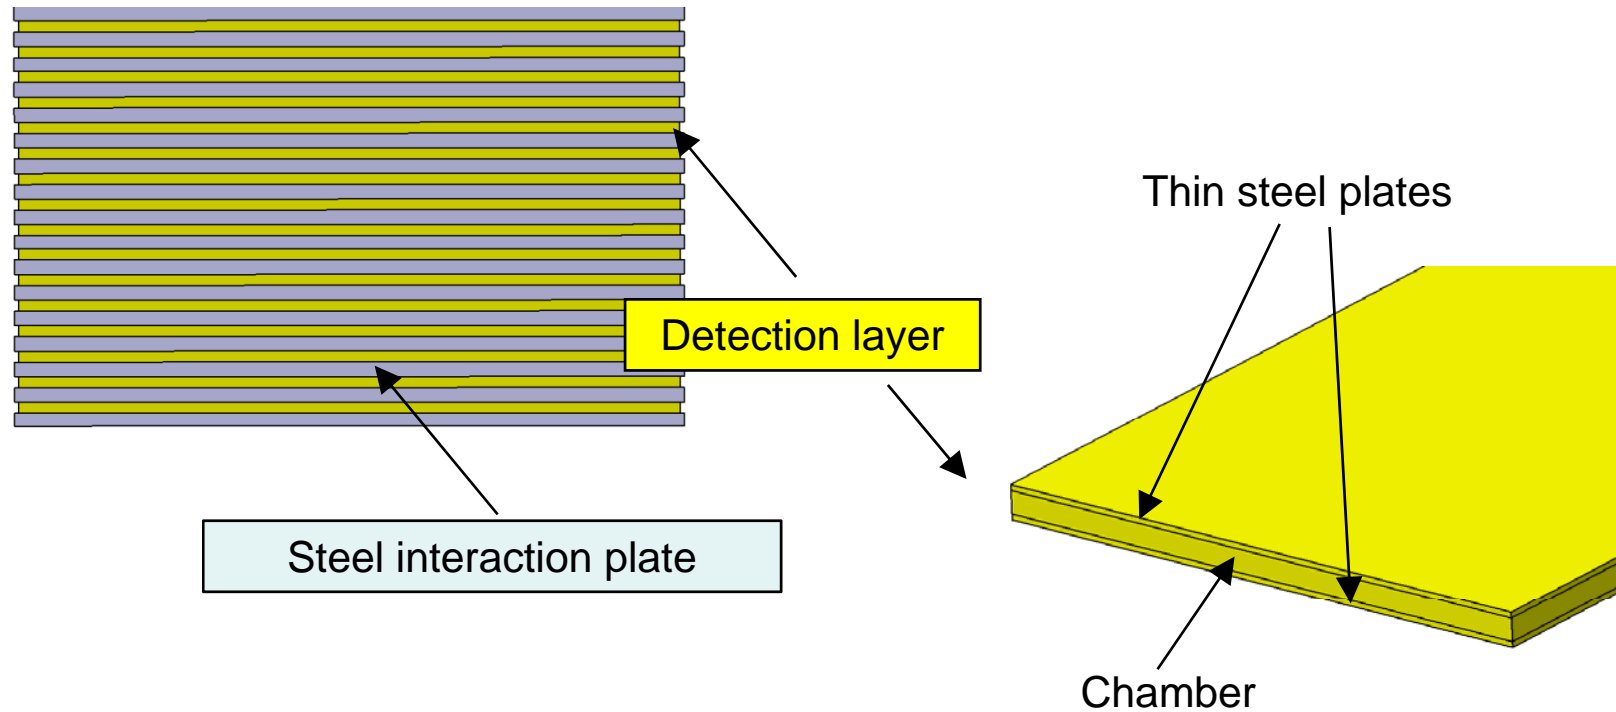 Thin steel plates
Detection layer
Steel interaction plate
Chamber